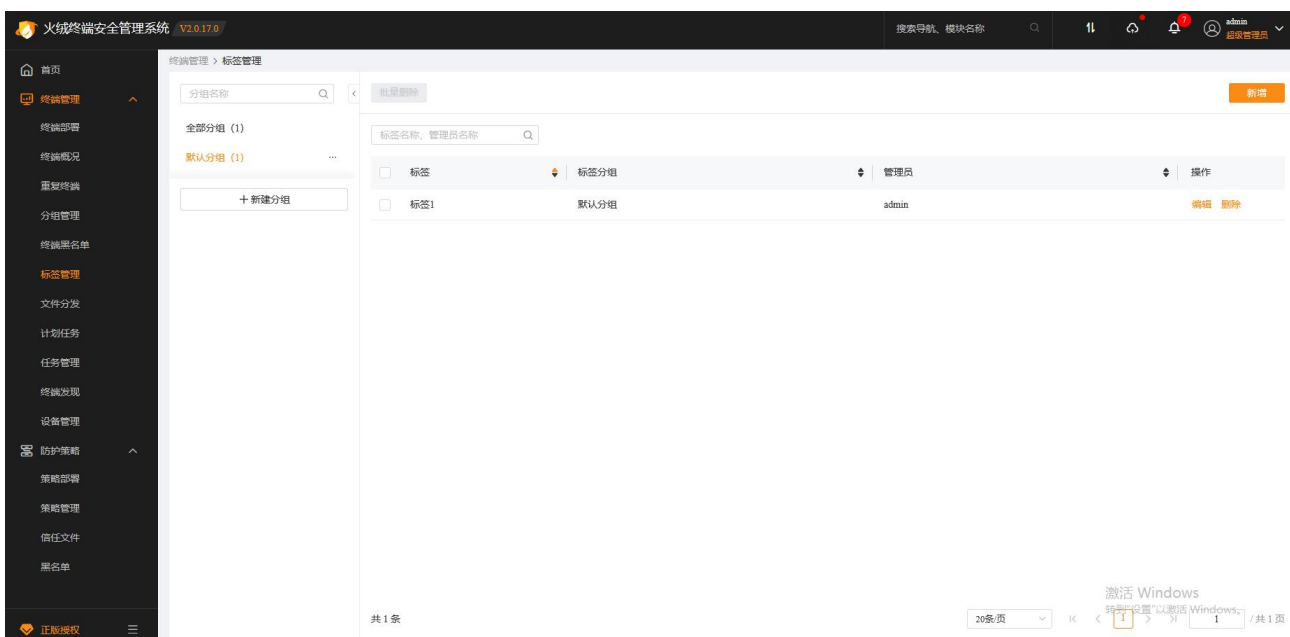 火绒终端安全管理系统 V2.0.17.0
搜索导航、模块名称
7
admin
超级管理员
首页
终端管理
终端部署
终端概况
重复终端
分组管理
终端黑名单
标签管理
文件分发
计划任务
任务管理
终端发现
设备管理
防护策略
策略部署
策略管理
信任文件
黑名单
正版授权
终端管理 > 标签管理
分组名称
全部分组 (1)
默认分组 (1) ...
+ 新建分组
批量删除
新增
标签名称、管理员名称
标签 标签分组 管理员 操作
标签1 默认分组 admin 编辑 删除
激活 Windows
转到"设置"以激活 Windows。
共 1 条
20条/页 1 1 / 共 1 页